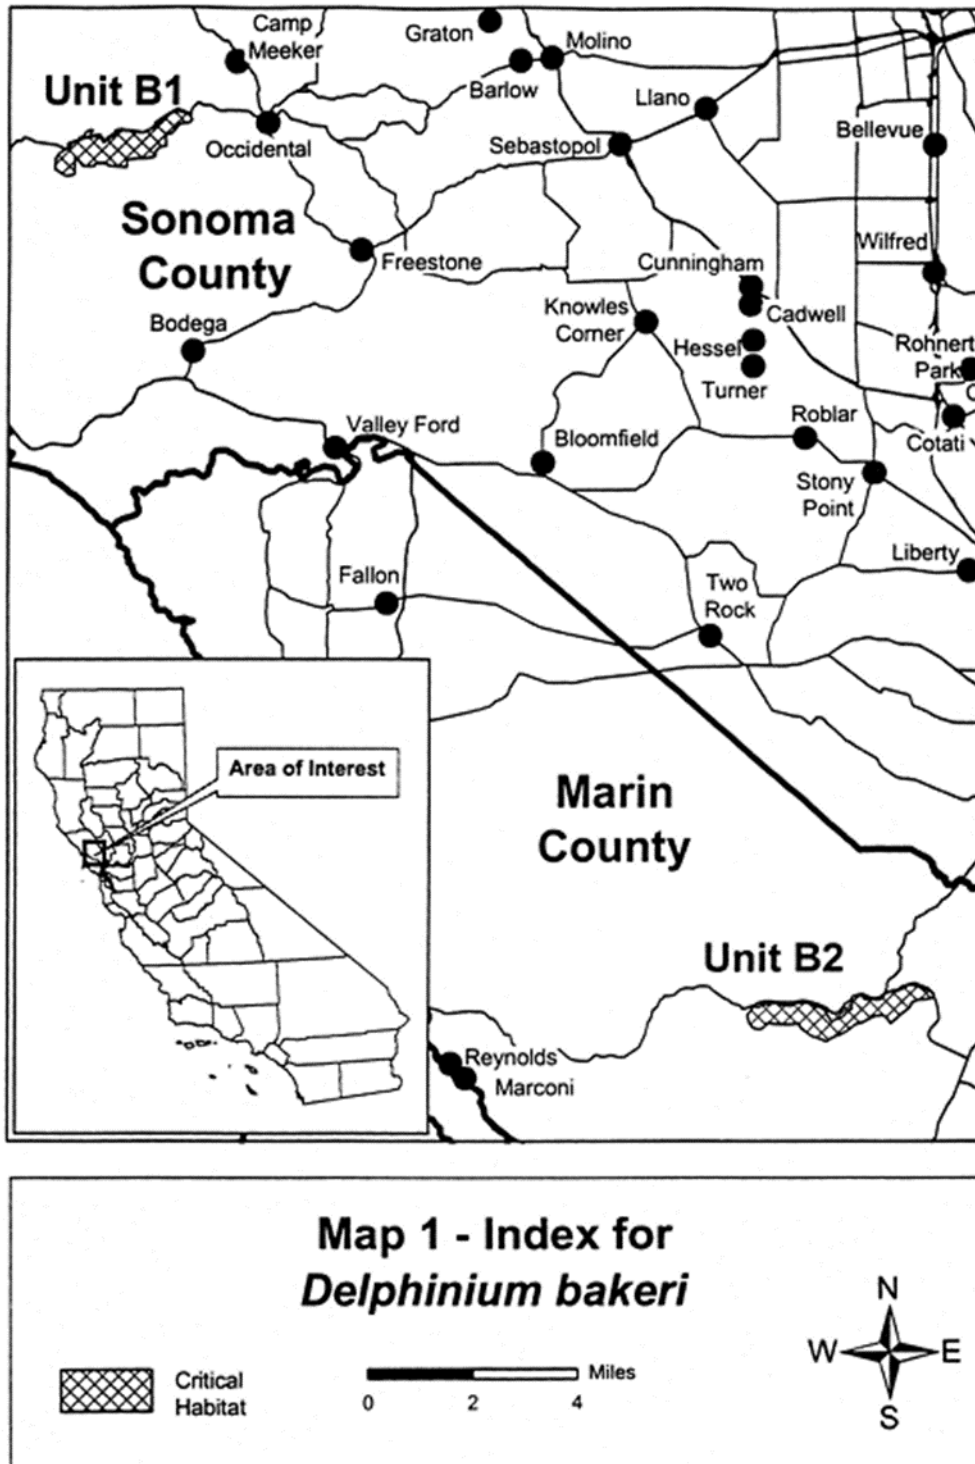 Camp
Meeker
Graton
Molino
Barlow
Unit B1
Llano
Occidental
Sebastopol
Bellevue
Sonoma
County
Freestone
Cunningham
Wilfred
Knowles
Corner
Cadwell
Bodega
Hessel
Rohnert
Park
Turner
C
Valley Ford
Bloomfield
Roblar
Cotati
Stony
Point
Fallon
Two
Rock
Liberty
Area of Interest
Marin
County
Unit B2
Reynolds
Marconi
Map 1 - Index for
Delphinium bakeri
N
W
E
S
Critical
Habitat
Miles
0 2 4